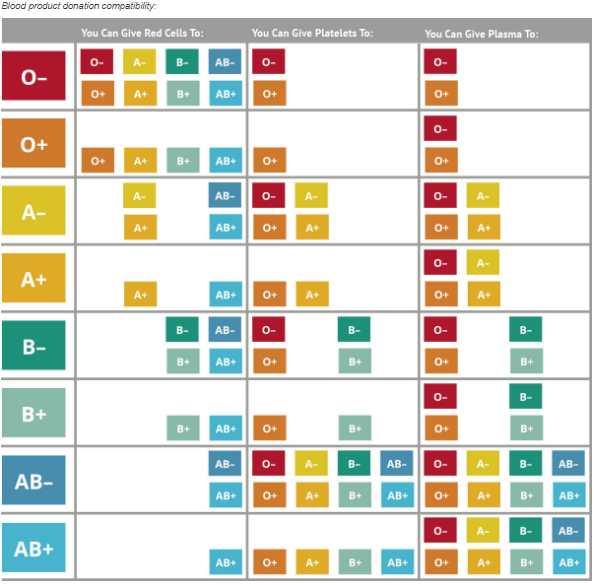 Blood product donation compatibility:
You Can Give Red Cells To: You Can Give Platelets To: You Can Give Plasma To:
O– A– B– AB– O– O–
O–
O+ A+ B+ AB+ O+ O+
O–
O+
O+ A+ B+ AB+ O+ O+
A– AB– O– A– O– A–
A–
A+ AB+ O+ A+ O+ A+
O– A–
A+
A+ AB+ O+ A+ O+ A+
B– AB– O– B– O– B–
B–
B+ AB+ O+ B+ O+ B+
O– B–
B+
B+ AB+ O+ B+ O+ B+
AB– O– A– B– AB– O– A– B– AB–
AB–
AB+ O+ A+ B+ AB+ O+ A+ B+ AB+
O– A– B– AB–
AB+
AB+ O+ A+ B+ AB+ O+ A+ B+ AB+